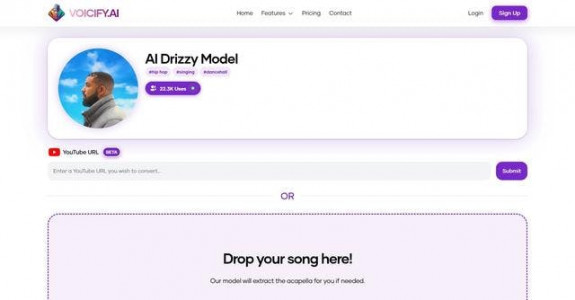 VOICIFY.AI
Home Features Pricing Contact
Login Sign Up
AI Drizzy Model
#hip hop #singing #dancehall
22.3K Uses
YouTube URL BETA
Enter a YouTube URL you wish to convert..
Submit
OR
Drop your song here!
Our model will extract the acapella for you if needed.